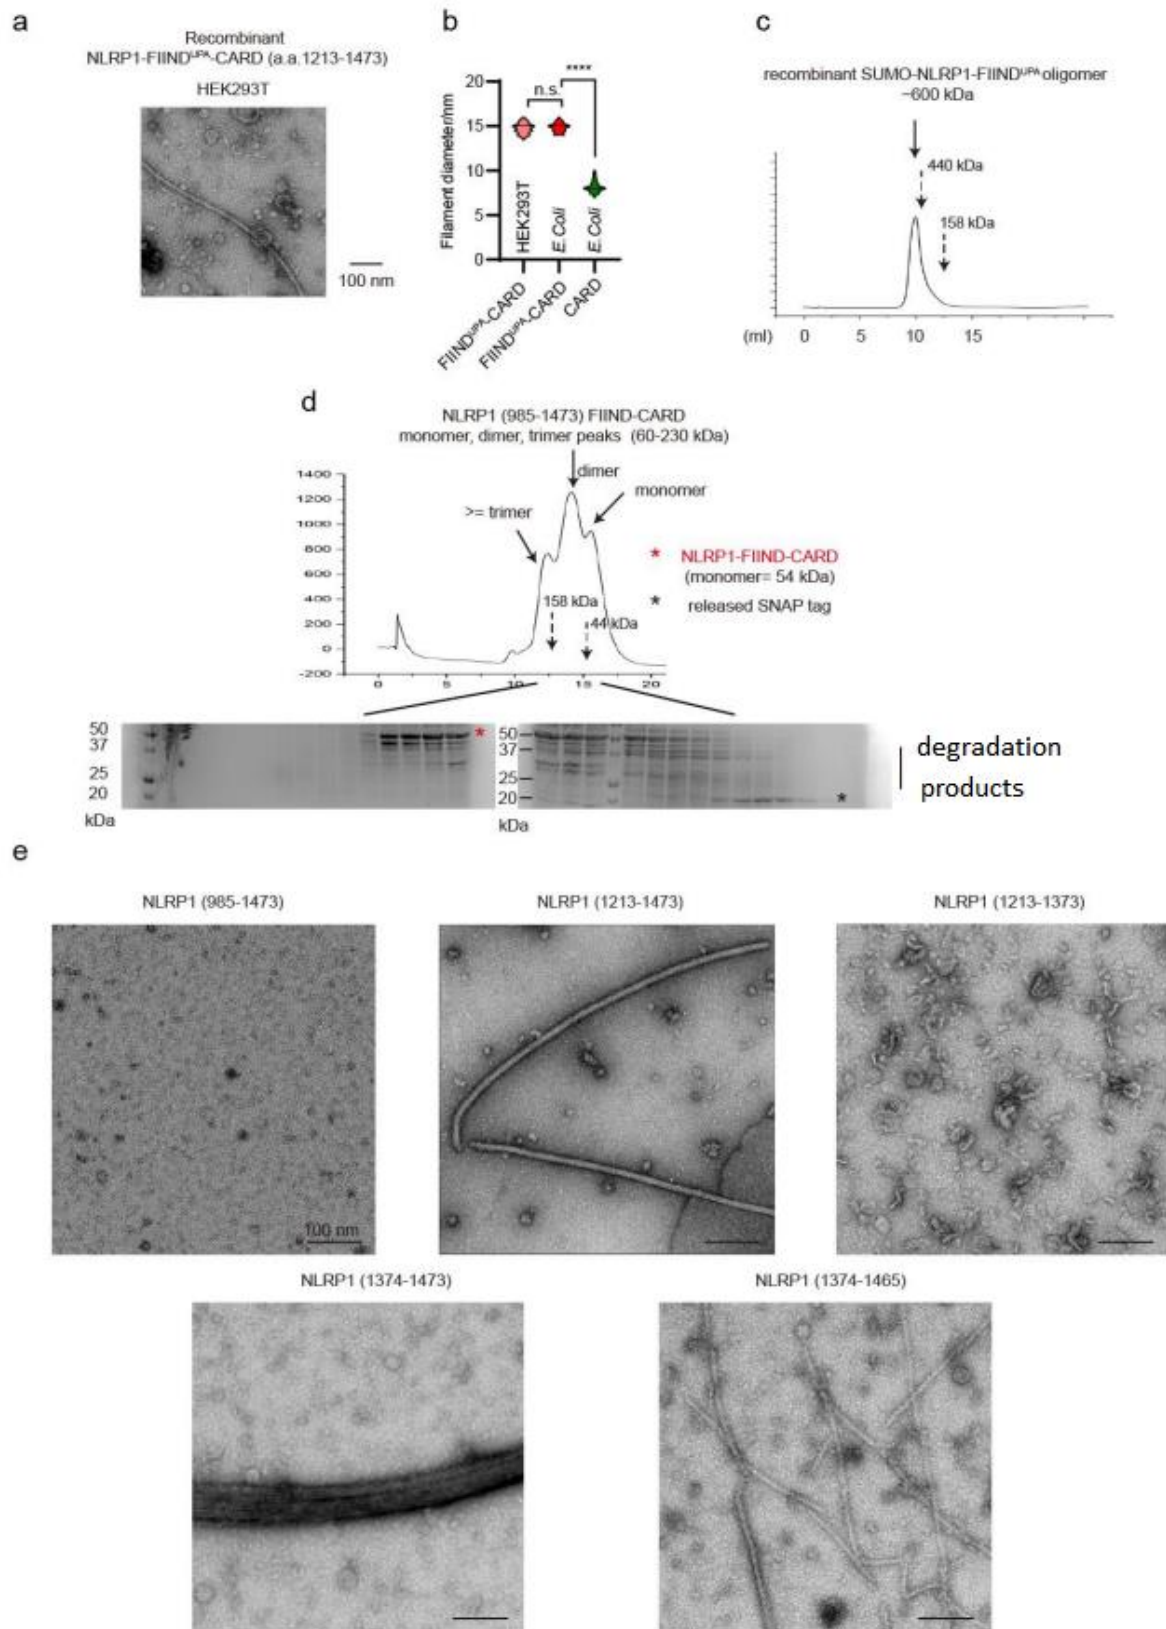 a
Recombinant
NLRP1-FIIND^UPA-CARD (a.a.1213-1473)
HEK293T
100 nm
b
Filament diameter/nm
20
15
10
5
0
n.s.
****
HEK293T
E.Coli
E.Coli
FIIND^UPA-CARD
FIIND^UPA-CARD
CARD
c
recombinant SUMO-NLRP1-FIIND^UPA oligomer
~600 kDa
440 kDa
158 kDa
(ml) 0 5 10 15
d
NLRP1 (985-1473) FIIND-CARD
monomer, dimer, trimer peaks (60-230 kDa)
dimer
monomer
>= trimer
1400
1200
1000
800
600
400
200
0
-200
158 kDa
44 kDa
0 5 10 15 20
* NLRP1-FIIND-CARD
(monomer= 54 kDa)
* released SNAP tag
50
37
25
20
kDa
*
50
37
25
20
kDa
*
degradation
products
e
NLRP1 (985-1473)
100 nm
NLRP1 (1213-1473)
NLRP1 (1213-1373)
NLRP1 (1374-1473)
NLRP1 (1374-1465)